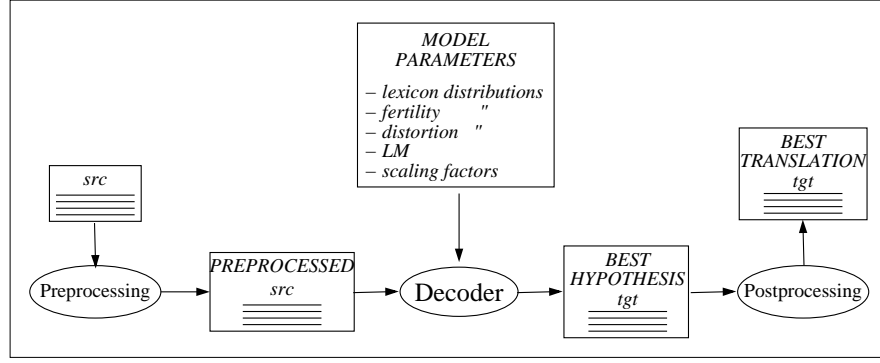 MODEL
PARAMETERS
– lexicon distributions
– fertility "
– distortion "
– LM
– scaling factors
src
Preprocessing
PREPROCESSED
src
Decoder
BEST
HYPOTHESIS
tgt
Postprocessing
BEST
TRANSLATION
tgt